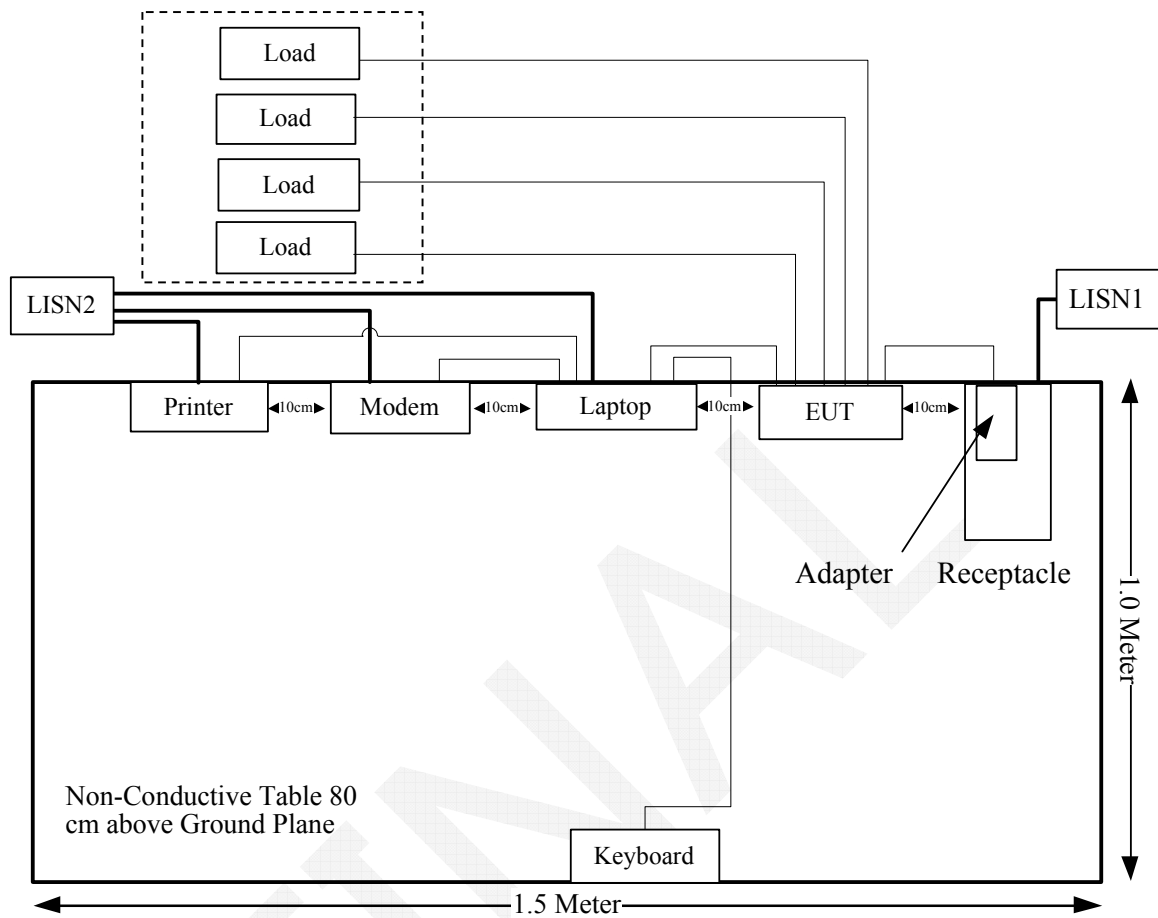 Load
Load
Load
Load
LISN2
LISN1
Printer
10cm
Modem
10cm
Laptop
10cm
EUT
10cm
Adapter
Receptacle
1.0 Meter
Non-Conductive Table 80
cm above Ground Plane
Keyboard
1.5 Meter
INAL